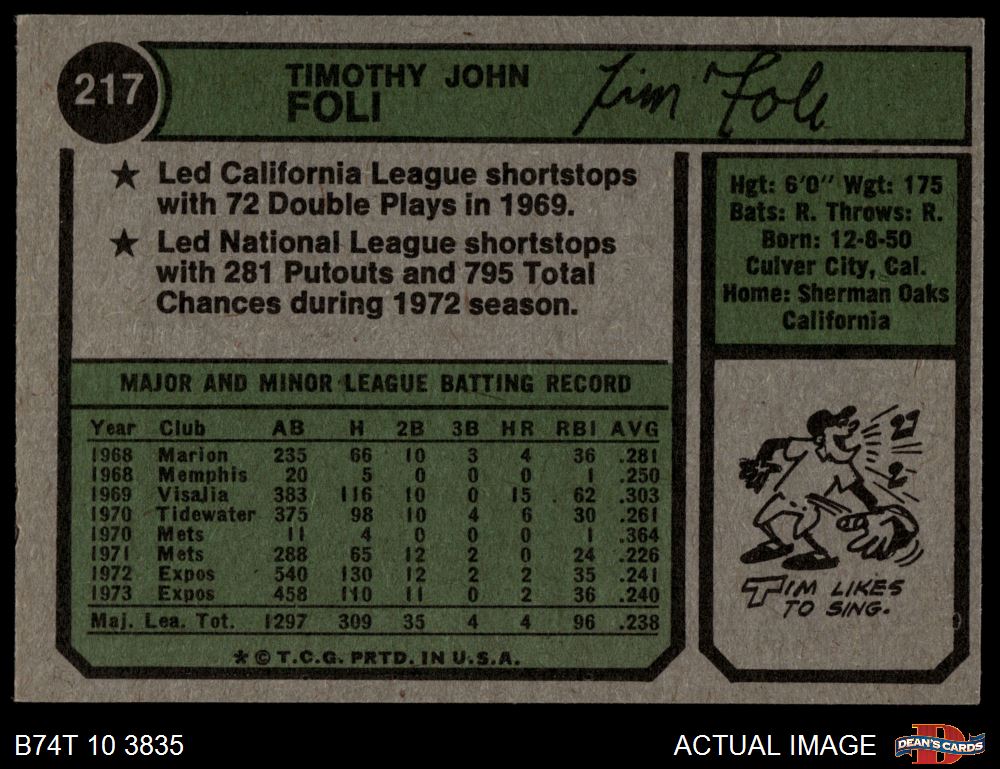 217
TIMOTHY JOHN
FOLI
Tim Foli
★ Led California League shortstops
with 72 Double Plays in 1969.
★ Led National League shortstops
with 281 Putouts and 795 Total
Chances during 1972 season.
Hgt: 6'0" Wgt: 175
Bats: R. Throws: R.
Born: 12-8-50
Culver City, Cal.
Home: Sherman Oaks
California
MAJOR AND MINOR LEAGUE BATTING RECORD
Year Club AB H 2B 3B HR RBI AVG
1968 Marion 235 66 10 3 4 36 .281
1968 Memphis 20 5 0 0 0 1 .250
1969 Visalia 383 116 10 0 15 62 .303
1970 Tidewater 375 98 10 4 6 30 .261
1970 Mets 11 4 0 0 0 1 .364
1971 Mets 288 65 12 2 0 24 .226
1972 Expos 540 130 12 2 2 35 .241
1973 Expos 458 110 11 0 2 36 .240
Maj. Lea. Tot. 1297 309 35 4 4 96 .238
* © T.C.G. PRTD. IN U.S.A.
TIM LIKES
TO SING.
B74T 10 3835
ACTUAL IMAGE
D
DEAN'S CARDS